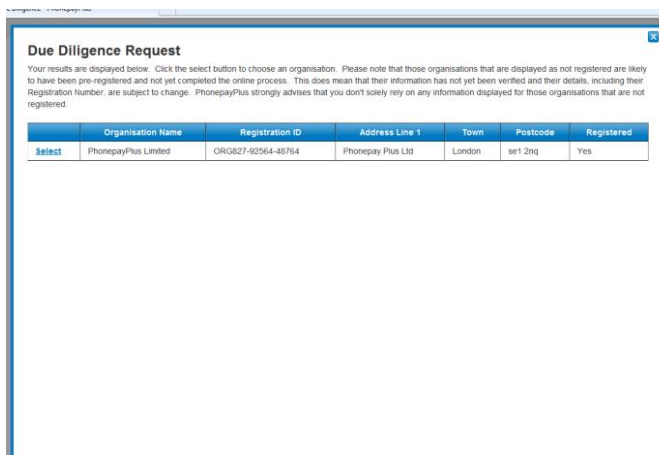 Diligence - PhonepayPlus
X
Due Diligence Request
Your results are displayed below. Click the select button to choose an organisation. Please note that those organisations that are displayed as not registered are likely
to have been pre-registered and not yet completed the online process. This does mean that their information has not yet been verified and their details, including their
Registration Number, are subject to change. PhonepayPlus strongly advises that you don't solely rely on any information displayed for those organisations that are not
registered.
Organisation Name Registration ID Address Line 1 Town Postcode Registered
Select PhonepayPlus Limited ORG827-92564-48764 Phonepay Plus Ltd London se1 2nq Yes